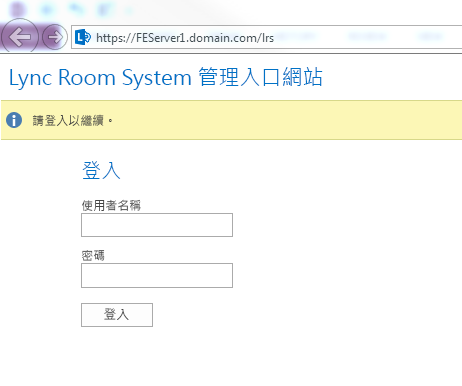 https://FEServer1.domain.com/lrs
Lync Room System 管理入口網站
請登入以繼續。
登入
使用者名稱
密碼
登入